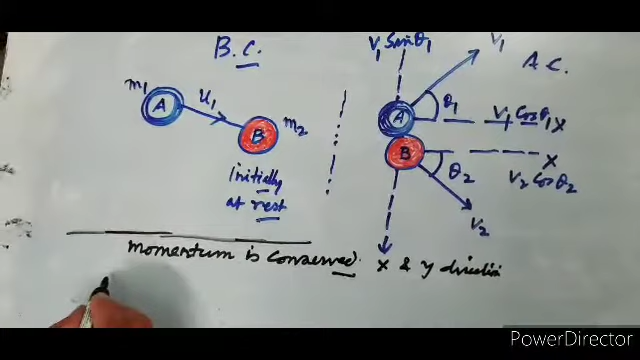 B.C.
m1 A u1 B m2
initially
at rest
V1 Sinθ1 V1 A.C.
A θ1 V1 Cosθ1 X
B θ2 X
V2 Cosθ2
V2
momentum is conserved. X & y direction
PowerDirector